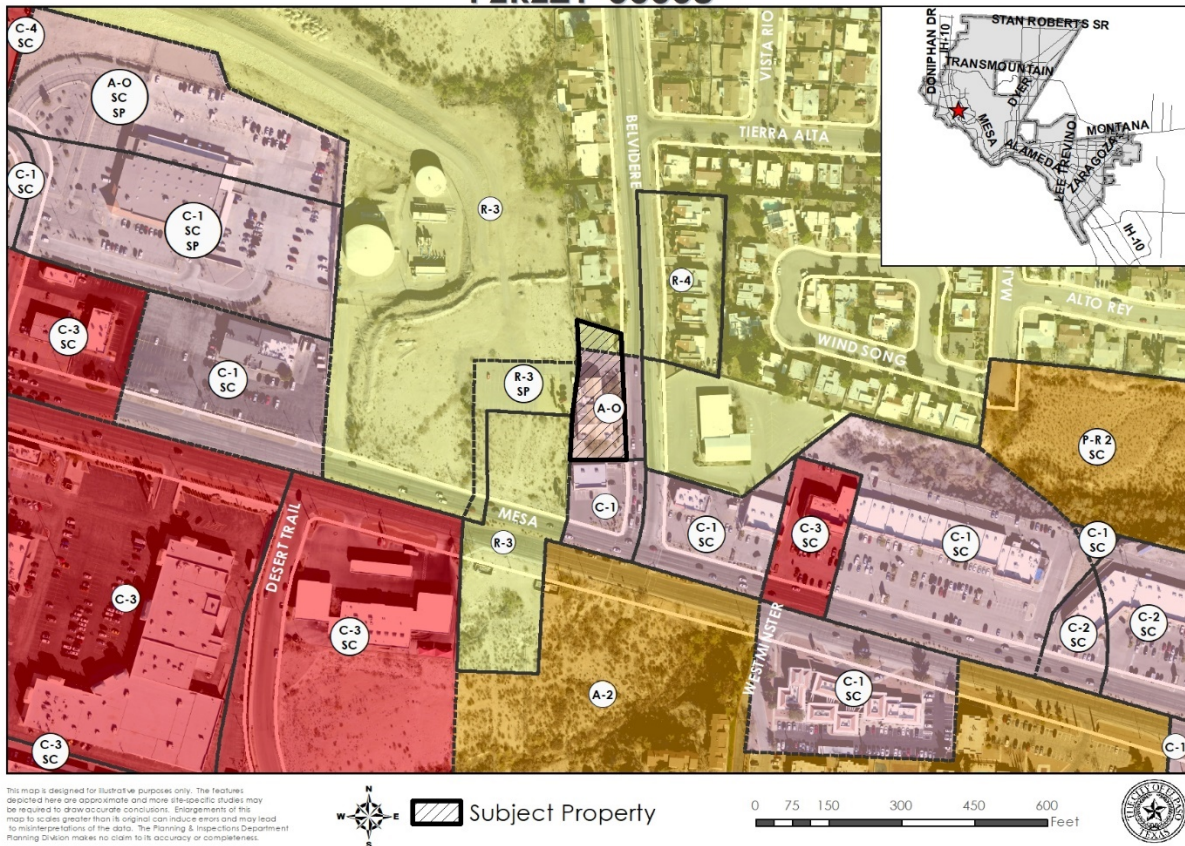 C-4
SC
A-O
SC
SP
C-1
SC
C-1
SC
SP
C-3
SC
C-1
SC
R-3
BELVIDERE
VISTA RIO
TIERRA ALTA
R-4
WIND SONG
ALTO REY
R-3
SP
A-O
C-1
MESA
R-3
DESERT TRAIL
C-3
C-3
SC
C-3
SC
A-2
C-1
SC
C-3
SC
C-1
SC
P-R 2
SC
C-1
SC
C-2
SC
C-2
SC
WESTMINSTER
C-1
SC
C-1
DONIPHAN DR
IH-10
STAN ROBERTS SR
TRANSMOUNTAIN
DYER
MESA
MONTANA
ALAMEDA
LEE TREVINO
ZARAGOZA
IH-10
This map is designed for illustrative purposes only. The features
depicted here are approximate and more site-specific studies may
be required to draw accurate conclusions. Enlargements of this
map to scales greater than its original can induce errors and may lead
to misinterpretations of the data. The Planning & Inspections Department
Planning Division makes no claim to its accuracy or completeness.
N
W E
S
Subject Property
0 75 150 300 450 600
Feet